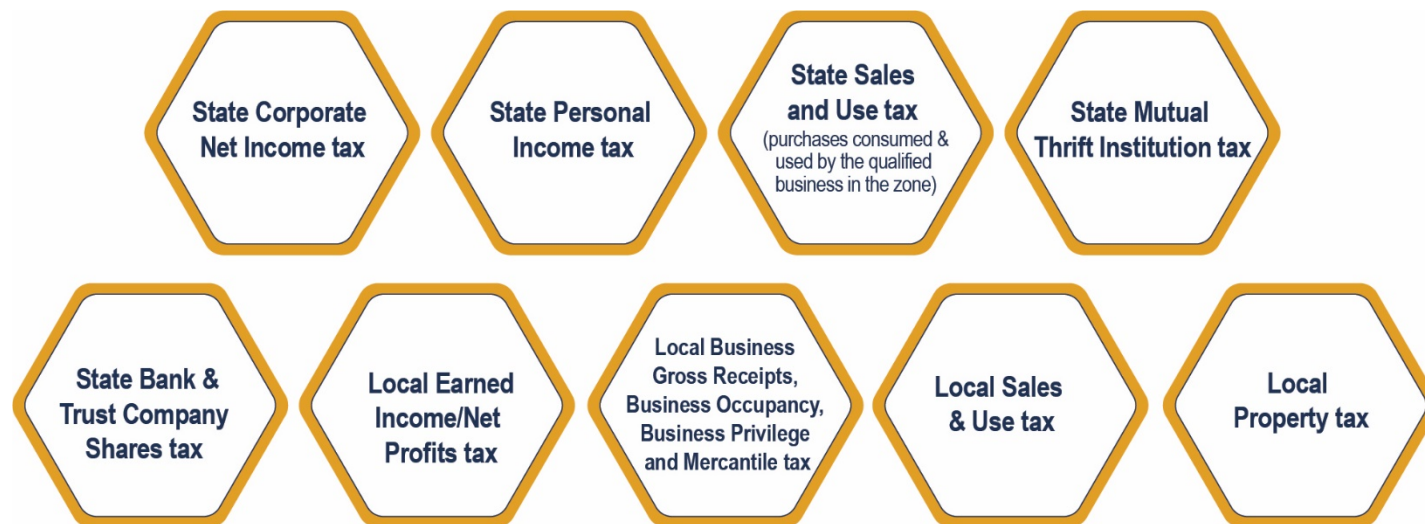 State Corporate
Net Income tax
State Personal
Income tax
State Sales
and Use tax
(purchases consumed &
used by the qualified
business in the zone)
State Mutual
Thrift Institution tax
State Bank &
Trust Company
Shares tax
Local Earned
Income/Net
Profits tax
Local Business
Gross Receipts,
Business Occupancy,
Business Privilege
and Mercantile tax
Local Sales
& Use tax
Local
Property tax